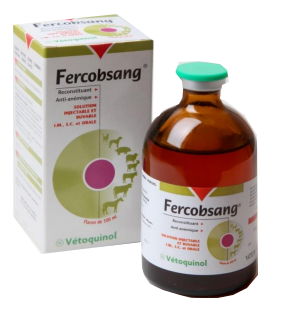 Fercobsang®
Reconstituant +
Anti-anémique +
SOLUTION
INJECTABLE ET
BUVABLE
I.M., S.C. et ORALE
Flacon de 100 ml
Vétoquinol
Fercobsang®
Reconstituant +
Anti-anémique +
SOLUTION INJECTABLE
ET BUVABLE
I.M., S.C. et ORALE
Vétoquinol